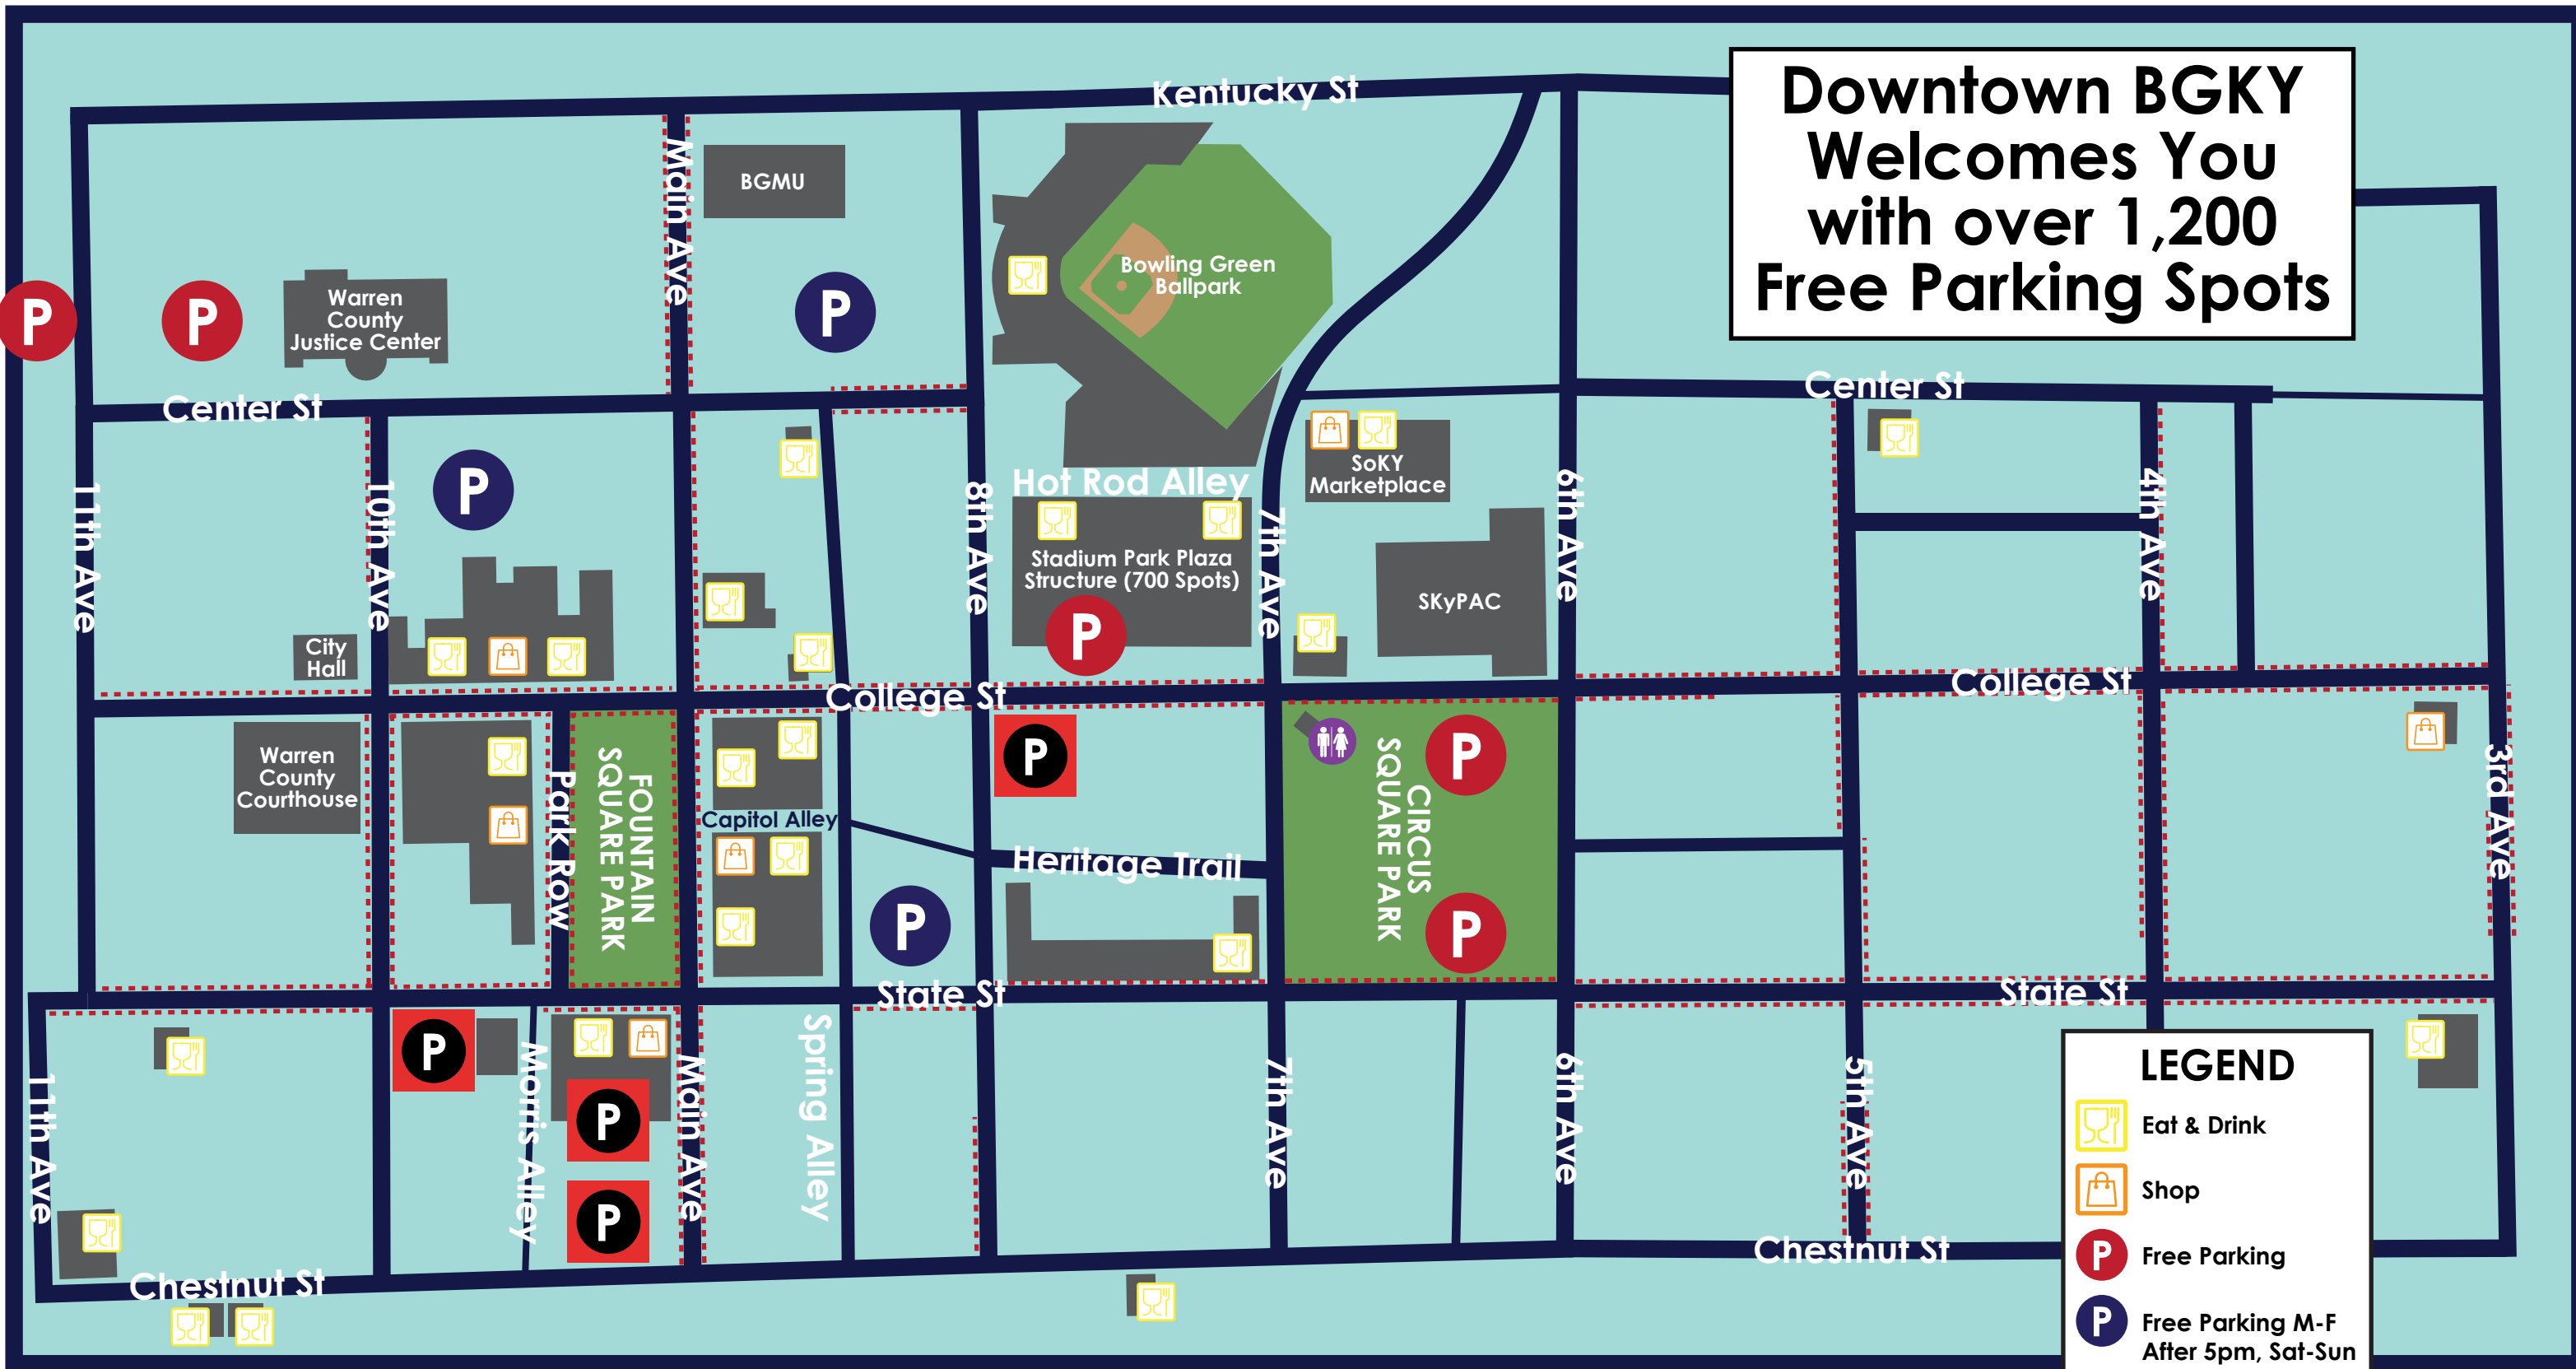 Downtown BGKY
Welcomes You
with over 1,200
Free Parking Spots
Kentucky St
Main Ave
BGMU
Bowling Green
Ballpark
P
P
Warren
County
Justice Center
P
Center St
Center St
11th Ave
10th Ave
P
8th Ave
Hot Rod Alley
Stadium Park Plaza
Structure (700 Spots)
P
7th Ave
SoKY
Marketplace
SKyPAC
6th Ave
4th Ave
City
Hall
College St
College St
Warren
County
Courthouse
Park Row
FOUNTAIN
SQUARE PARK
Capitol Alley
P
Heritage Trail
P
CIRCUS
SQUARE PARK
P
P
3rd Ave
State St
State St
11th Ave
P
Morris Alley
P
P
Main Ave
Spring Alley
7th Ave
6th Ave
5th Ave
Chestnut St
Chestnut St
LEGEND
Eat & Drink
Shop
P Free Parking
P Free Parking M-F
After 5pm, Sat-Sun